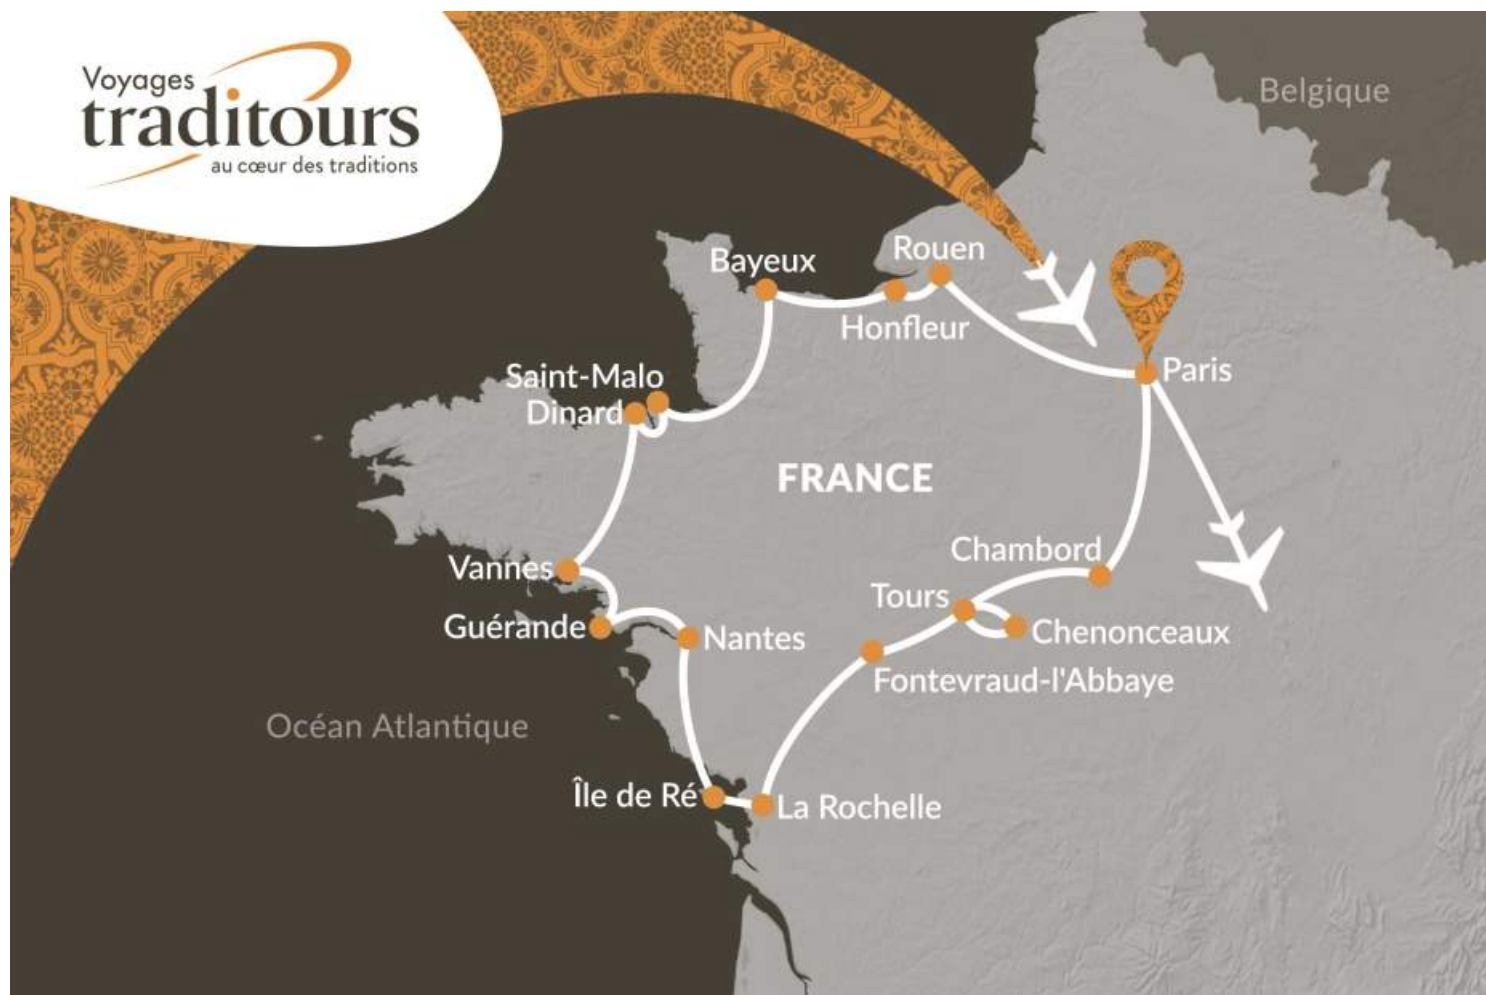 Voyages
traditours
au cœur des traditions
Belgique
Rouen
Bayeux
Honfleur
Paris
Saint-Malo
Dinard
FRANCE
Chambord
Vannes
Tours
Guérande
Nantes
Chenonceaux
Fontevraud-l'Abbaye
Océan Atlantique
Île de Ré
La Rochelle